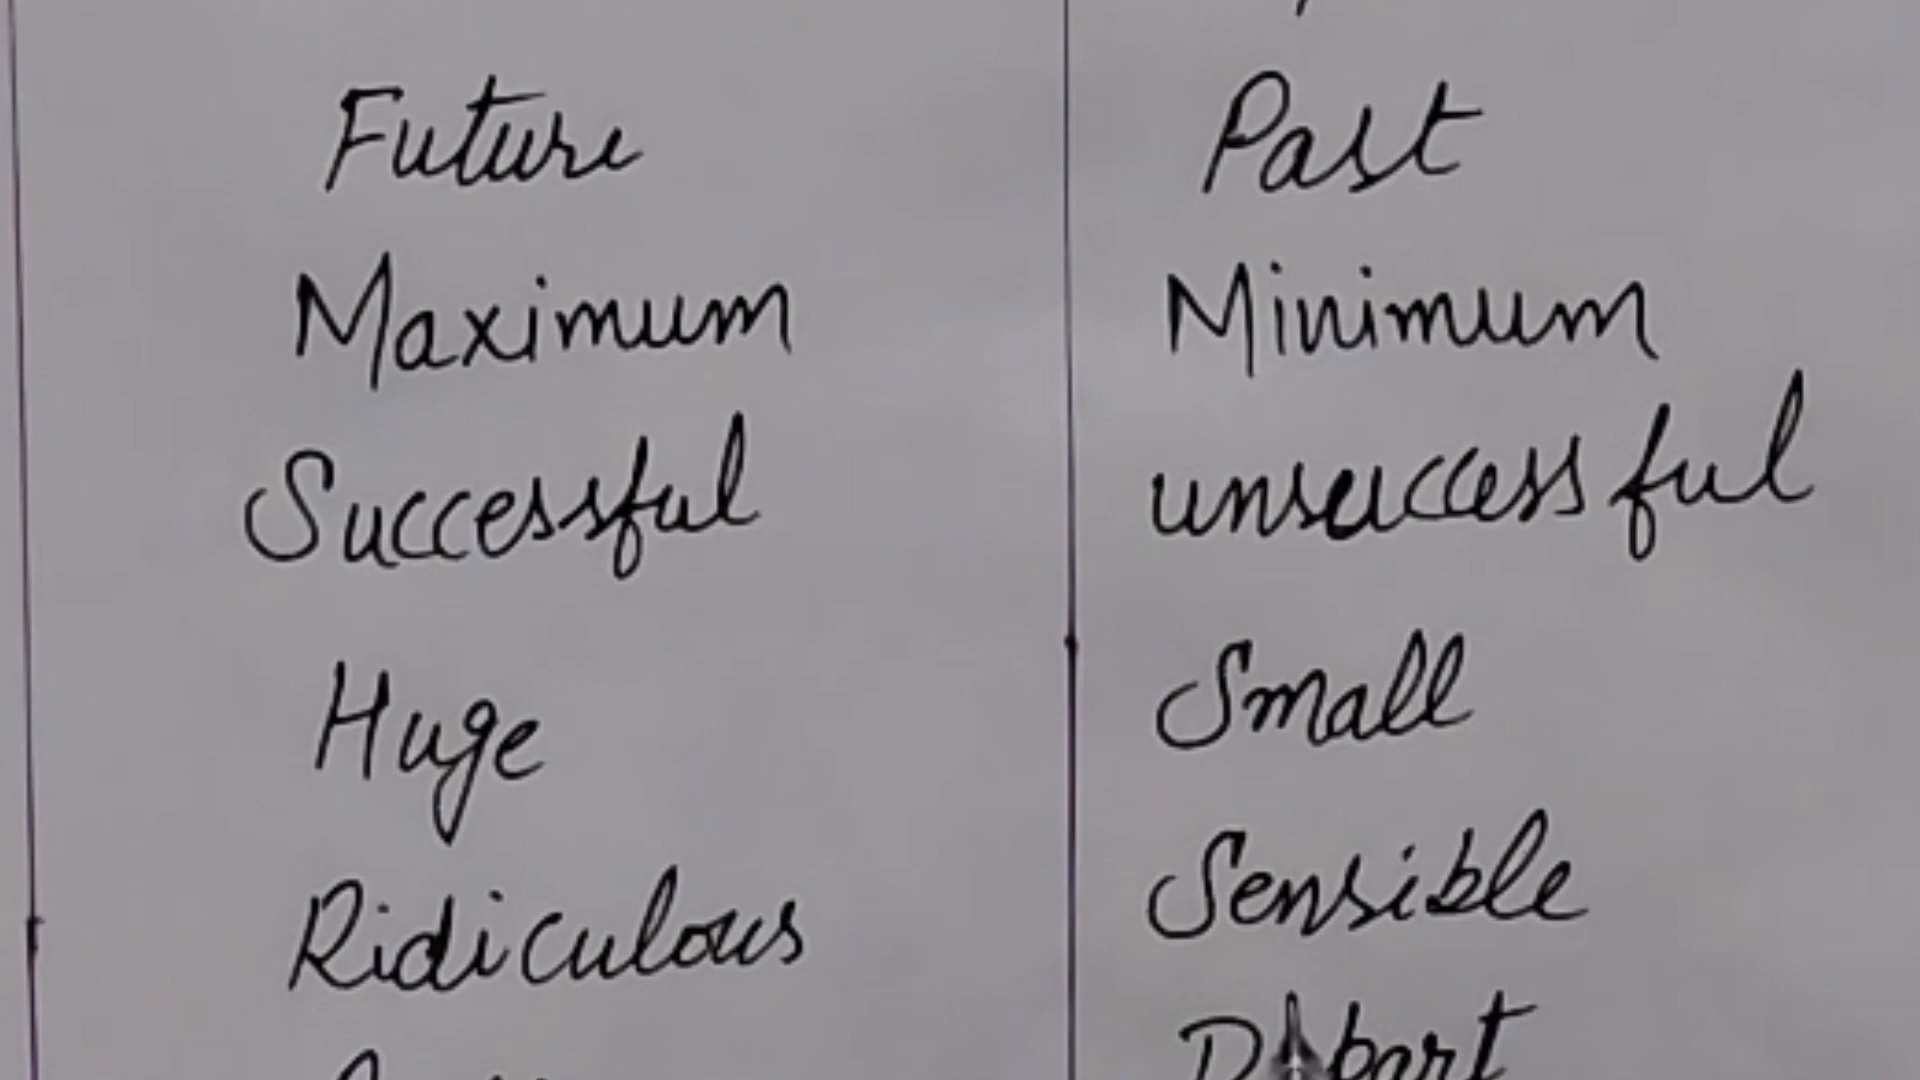 Future Past
Maximum Minimum
Successful unsuccessful
Huge Small
Ridiculous Sensible